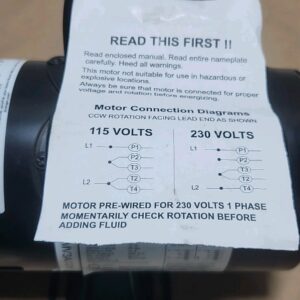 READ THIS FIRST !!
Read enclosed manual. Read entire nameplate
carefully. Heed all warnings.
This motor not suitable for use in hazardous or
explosive locations.
Always be sure that motor is connected for proper
voltage and rotation before energizing.
Motor Connection Diagrams
CCW ROTATION FACING LEAD END AS SHOWN.
115 VOLTS
L1
P1
P2
T3
L2
T2
T4
230 VOLTS
L1
P1
P2
T3
T2
L2
T4
MOTOR PRE-WIRED FOR 230 VOLTS 1 PHASE
MOMENTARILY CHECK ROTATION BEFORE
ADDING FLUID